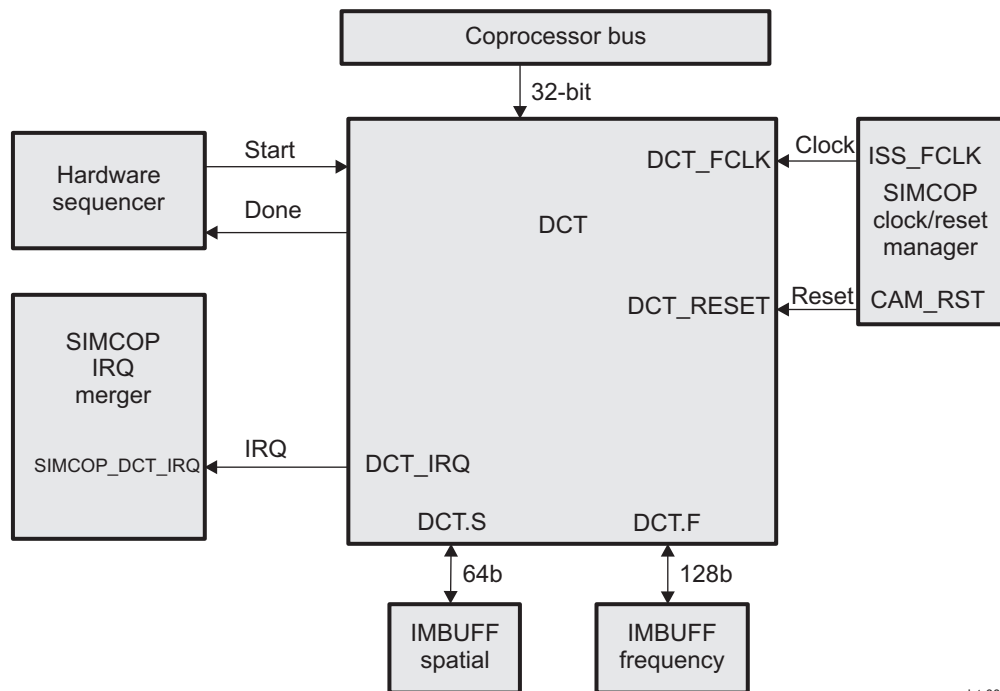 Coprocessor bus
32-bit
Hardware
sequencer
Start
Done
DCT_FCLK
Clock
ISS_FCLK
SIMCOP
clock/reset
manager
DCT
DCT_RESET
Reset
CAM_RST
SIMCOP
IRQ
merger
SIMCOP_DCT_IRQ
IRQ
DCT_IRQ
DCT.S
DCT.F
64b
128b
IMBUFF
spatial
IMBUFF
frequency